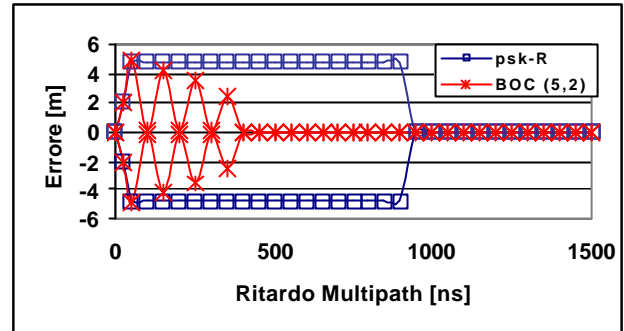 6
4
2
0
-2
-4
-6
Errore [m]
psk-R
BOC (5,2)
0 500 1000 1500
Ritardo Multipath [ns]